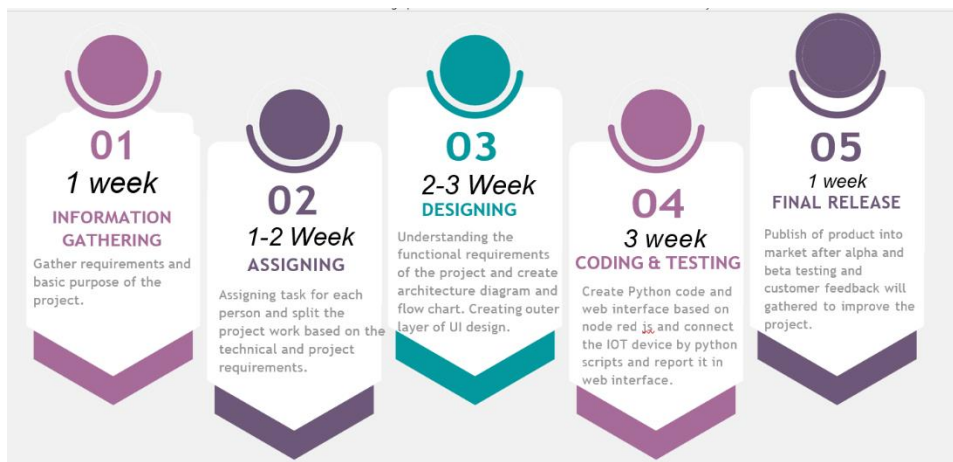 01
1 week
INFORMATION
GATHERING
Gather requirements and
basic purpose of the
project.
02
1-2 Week
ASSIGNING
Assigning task for each
person and split the
project work based on the
technical and project
requirements.
03
2-3 Week
DESIGNING
Understanding the
functional requirements
of the project and create
architecture diagram and
flow chart. Creating outer
layer of UI design.
04
3 week
CODING & TESTING
Create Python code and
web interface based on
node red js and connect
the IOT device by python
scripts and report it in
web interface.
05
1 week
FINAL RELEASE
Publish of product into
market after alpha and
beta testing and
customer feedback will
gathered to improve the
project.